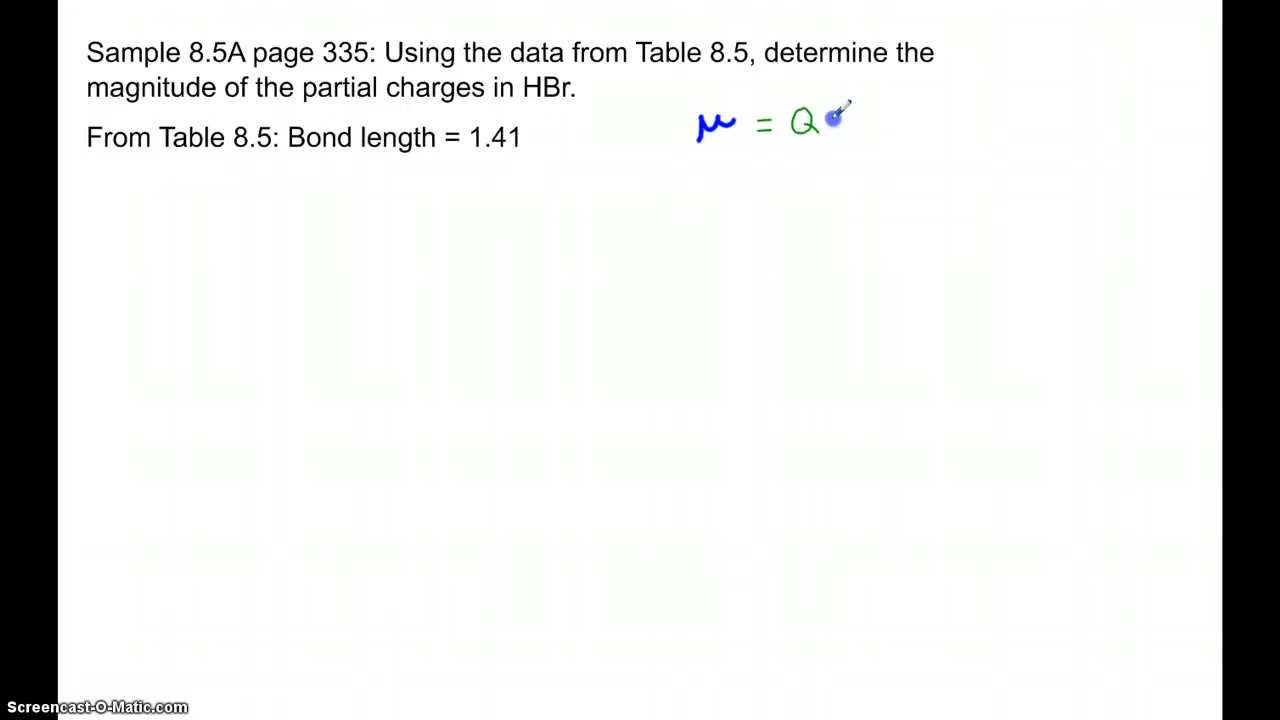 Sample 8.5A page 335: Using the data from Table 8.5, determine the
magnitude of the partial charges in HBr.
μ = Q
From Table 8.5: Bond length = 1.41
Screencast-O-Matic.com